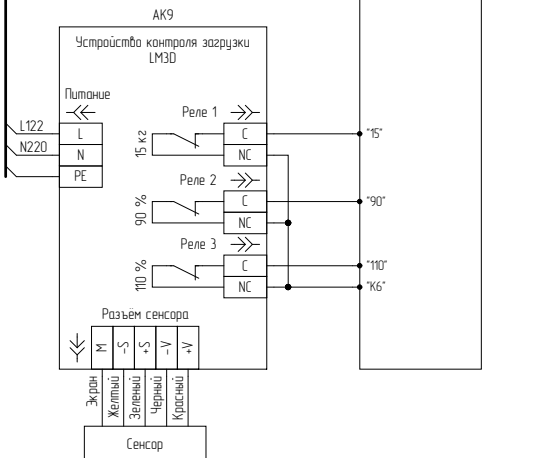 АК9
Устройство контроля загрузки
LM3D
Питание
L122
L
N220
N
PE
Реле 1
15 кг
C
NC
"15"
Реле 2
90 %
C
NC
"90"
Реле 3
110 %
C
NC
"110"
"К6"
Разъём сенсора
M
-S
+S
-V
+V
Экран
Желтый
Зеленый
Черный
Красный
Сенсор